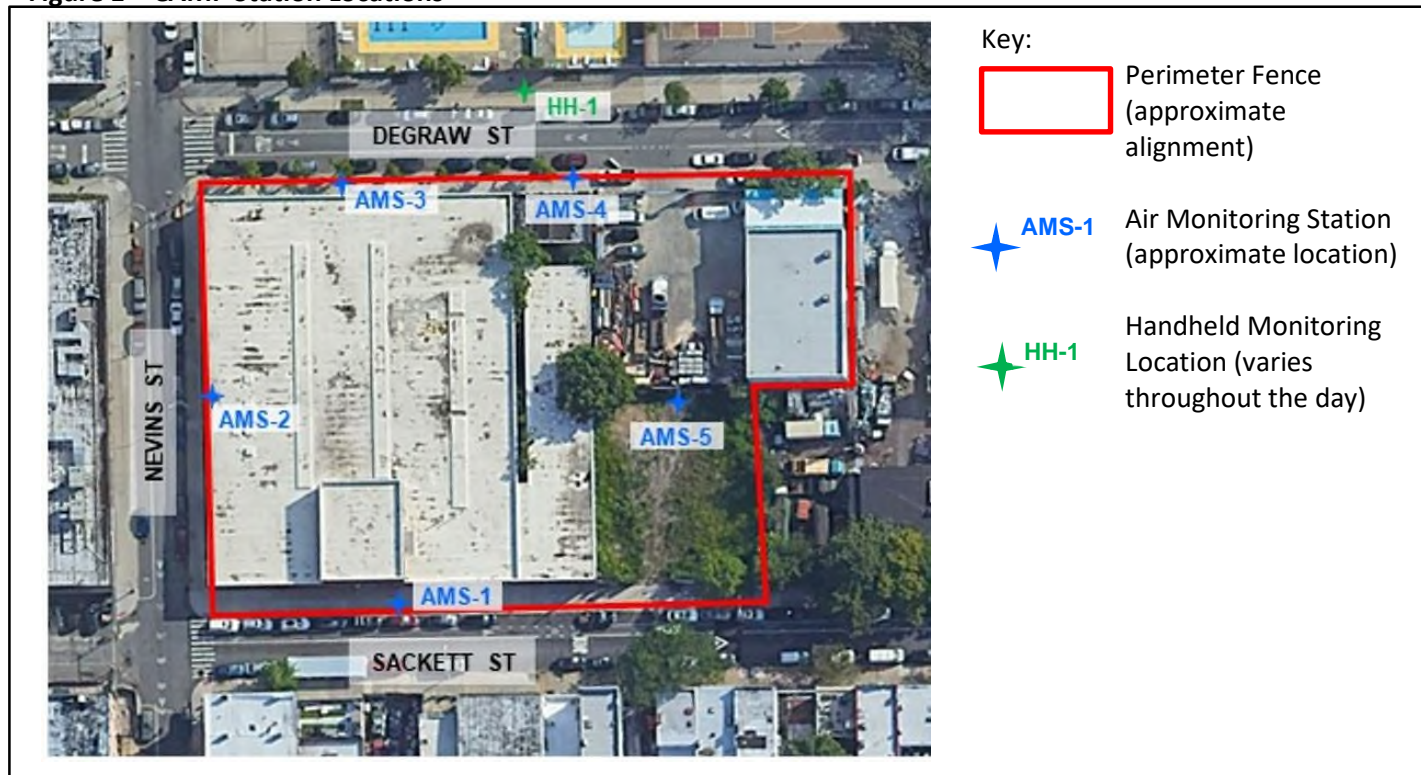 Key:
Perimeter Fence
(approximate
alignment)
AMS-1
Air Monitoring Station
(approximate location)
HH-1
Handheld Monitoring
Location (varies
throughout the day)
HH-1
DEGRAW ST
AMS-3
AMS-4
NEVINS ST
AMS-2
AMS-5
AMS-1
SACKETT ST